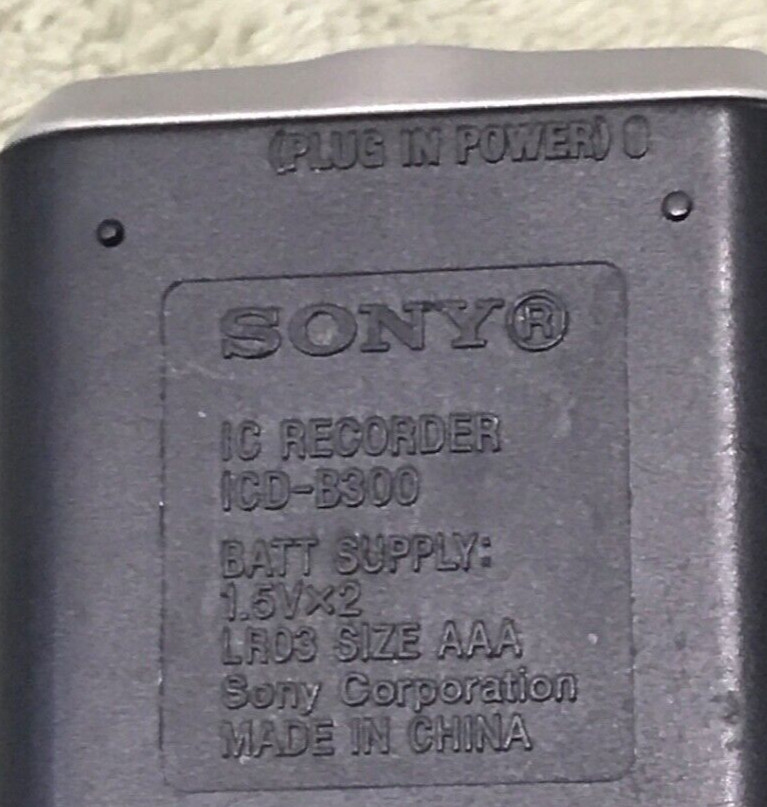 (PLUG IN POWER)
SONY®
IC RECORDER
ICD-B300
BATT SUPPLY:
1.5V×2
LR03 SIZE AAA
Sony Corporation
MADE IN CHINA